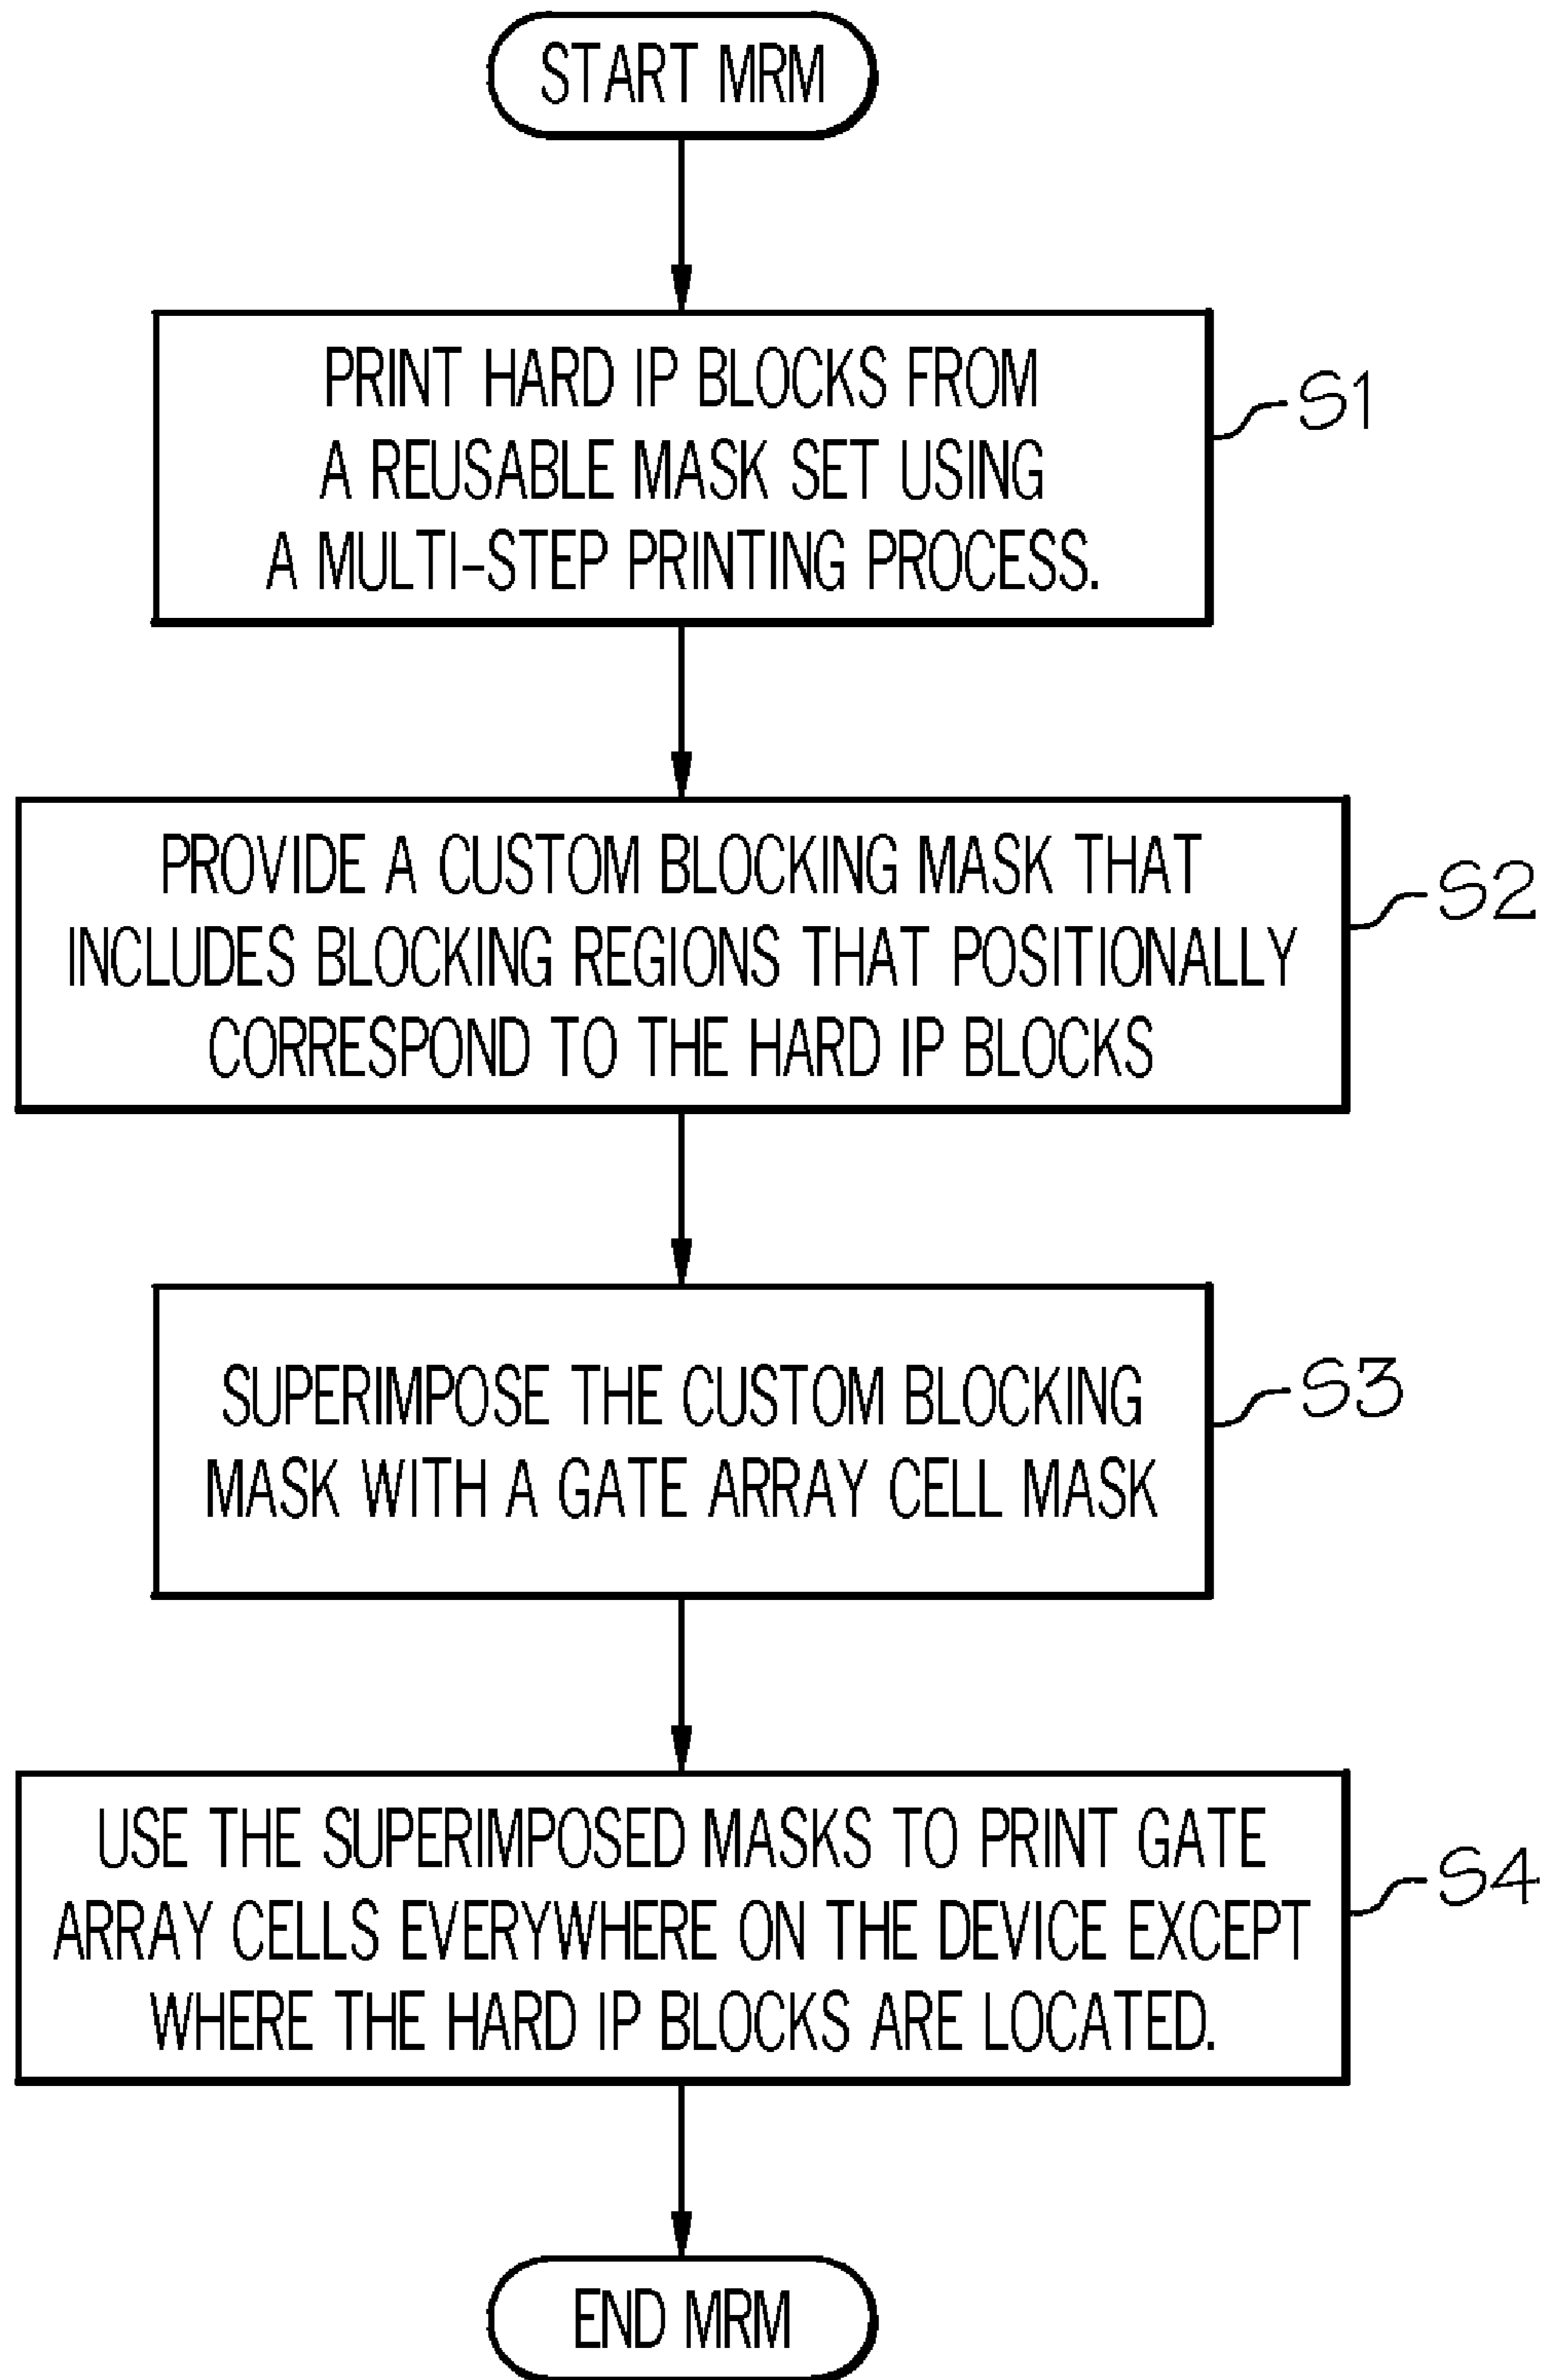 START MRM
PRINT HARD IP BLOCKS FROM
A REUSABLE MASK SET USING
A MULTI-STEP PRINTING PROCESS.
S1
PROVIDE A CUSTOM BLOCKING MASK THAT
INCLUDES BLOCKING REGIONS THAT POSITIONALLY
CORRESPOND TO THE HARD IP BLOCKS
S2
SUPERIMPOSE THE CUSTOM BLOCKING
MASK WITH A GATE ARRAY CELL MASK
S3
USE THE SUPERIMPOSED MASKS TO PRINT GATE
ARRAY CELLS EVERYWHERE ON THE DEVICE EXCEPT
WHERE THE HARD IP BLOCKS ARE LOCATED.
S4
END MRM